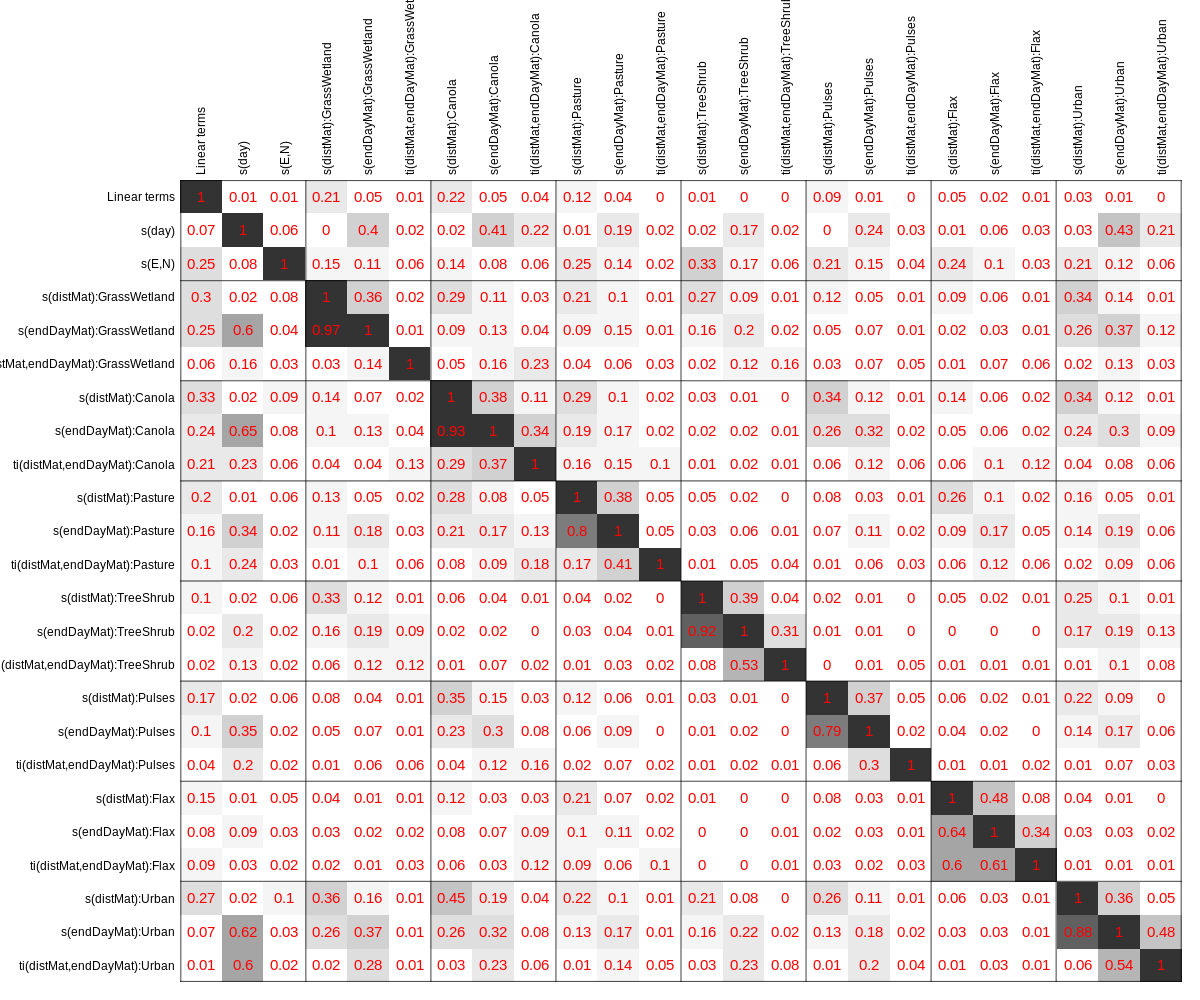 Linear terms
s(day)
s(E,N)
s(distMat):GrassWetland
s(endDayMat):GrassWetland
ti(distMat,endDayMat):GrassWet
s(distMat):Canola
s(endDayMat):Canola
ti(distMat,endDayMat):Canola
s(distMat):Pasture
s(endDayMat):Pasture
ti(distMat,endDayMat):Pasture
s(distMat):TreeShrub
s(endDayMat):TreeShrub
ti(distMat,endDayMat):TreeShrub
s(distMat):Pulses
s(endDayMat):Pulses
ti(distMat,endDayMat):Pulses
s(distMat):Flax
s(endDayMat):Flax
ti(distMat,endDayMat):Flax
s(distMat):Urban
s(endDayMat):Urban
ti(distMat,endDayMat):Urban
Linear terms 1 0.01 0.01 0.21 0.05 0.01 0.22 0.05 0.04 0.12 0.04 0 0.01 0 0 0.09 0.01 0 0.05 0.02 0.01 0.03 0.01 0
s(day) 0.07 1 0.06 0 0.4 0.02 0.02 0.41 0.22 0.01 0.19 0.02 0.02 0.17 0.02 0 0.24 0.03 0.01 0.06 0.03 0.03 0.43 0.21
s(E,N) 0.25 0.08 1 0.15 0.11 0.06 0.14 0.08 0.06 0.25 0.14 0.02 0.33 0.17 0.06 0.21 0.15 0.04 0.24 0.1 0.03 0.21 0.12 0.06
s(distMat):GrassWetland 0.3 0.02 0.08 1 0.36 0.02 0.29 0.11 0.03 0.21 0.1 0.01 0.27 0.09 0.01 0.12 0.05 0.01 0.09 0.06 0.01 0.34 0.14 0.01
s(endDayMat):GrassWetland 0.25 0.6 0.04 0.97 1 0.01 0.09 0.13 0.04 0.09 0.15 0.01 0.16 0.2 0.02 0.05 0.07 0.01 0.02 0.03 0.01 0.26 0.37 0.12
stMat,endDayMat):GrassWetland 0.06 0.16 0.03 0.03 0.14 1 0.05 0.16 0.23 0.04 0.06 0.03 0.02 0.12 0.16 0.03 0.07 0.05 0.01 0.07 0.06 0.02 0.13 0.03
s(distMat):Canola 0.33 0.02 0.09 0.14 0.07 0.02 1 0.38 0.11 0.29 0.1 0.02 0.03 0.01 0 0.34 0.12 0.01 0.14 0.06 0.02 0.34 0.12 0.01
s(endDayMat):Canola 0.24 0.65 0.08 0.1 0.13 0.04 0.93 1 0.34 0.19 0.17 0.02 0.02 0.02 0.01 0.26 0.32 0.02 0.05 0.06 0.02 0.24 0.3 0.09
ti(distMat,endDayMat):Canola 0.21 0.23 0.06 0.04 0.04 0.13 0.29 0.37 1 0.16 0.15 0.1 0.01 0.02 0.01 0.06 0.12 0.06 0.06 0.1 0.12 0.04 0.08 0.06
s(distMat):Pasture 0.2 0.01 0.06 0.13 0.05 0.02 0.28 0.08 0.05 1 0.38 0.05 0.05 0.02 0 0.08 0.03 0.01 0.26 0.1 0.02 0.16 0.05 0.01
s(endDayMat):Pasture 0.16 0.34 0.02 0.11 0.18 0.03 0.21 0.17 0.13 0.8 1 0.05 0.03 0.06 0.01 0.07 0.11 0.02 0.09 0.17 0.05 0.14 0.19 0.06
ti(distMat,endDayMat):Pasture 0.1 0.24 0.03 0.01 0.1 0.06 0.08 0.09 0.18 0.17 0.41 1 0.01 0.05 0.04 0.01 0.06 0.03 0.06 0.12 0.06 0.02 0.09 0.06
s(distMat):TreeShrub 0.1 0.02 0.06 0.33 0.12 0.01 0.06 0.04 0.01 0.04 0.02 0 1 0.39 0.04 0.02 0.01 0 0.05 0.02 0.01 0.25 0.1 0.01
s(endDayMat):TreeShrub 0.02 0.2 0.02 0.16 0.19 0.09 0.02 0.02 0 0.03 0.04 0.01 0.92 1 0.31 0.01 0.01 0 0 0 0 0.17 0.19 0.13
(distMat,endDayMat):TreeShrub 0.02 0.13 0.02 0.06 0.12 0.12 0.01 0.07 0.02 0.01 0.03 0.02 0.08 0.53 1 0 0.01 0.05 0.01 0.01 0.01 0.01 0.1 0.08
s(distMat):Pulses 0.17 0.02 0.06 0.08 0.04 0.01 0.35 0.15 0.03 0.12 0.06 0.01 0.03 0.01 0 1 0.37 0.05 0.06 0.02 0.01 0.22 0.09 0
s(endDayMat):Pulses 0.1 0.35 0.02 0.05 0.07 0.01 0.23 0.3 0.08 0.06 0.09 0 0.01 0.02 0 0.79 1 0.02 0.04 0.02 0 0.14 0.17 0.06
ti(distMat,endDayMat):Pulses 0.04 0.2 0.02 0.01 0.06 0.06 0.04 0.12 0.16 0.02 0.07 0.02 0.01 0.02 0.01 0.06 0.3 1 0.01 0.01 0.02 0.01 0.07 0.03
s(distMat):Flax 0.15 0.01 0.05 0.04 0.01 0.01 0.12 0.03 0.03 0.21 0.07 0.02 0.01 0 0 0.08 0.03 0.01 1 0.48 0.08 0.04 0.01 0
s(endDayMat):Flax 0.08 0.09 0.03 0.03 0.02 0.02 0.08 0.07 0.09 0.1 0.11 0.02 0 0 0.01 0.02 0.03 0.01 0.64 1 0.34 0.03 0.03 0.02
ti(distMat,endDayMat):Flax 0.09 0.03 0.02 0.02 0.01 0.03 0.06 0.03 0.12 0.09 0.06 0.1 0 0 0.01 0.03 0.02 0.03 0.6 0.61 1 0.01 0.01 0.01
s(distMat):Urban 0.27 0.02 0.1 0.36 0.16 0.01 0.45 0.19 0.04 0.22 0.1 0.01 0.21 0.08 0 0.26 0.11 0.01 0.06 0.03 0.01 1 0.36 0.05
s(endDayMat):Urban 0.07 0.62 0.03 0.26 0.37 0.01 0.26 0.32 0.08 0.13 0.17 0.01 0.16 0.22 0.02 0.13 0.18 0.02 0.03 0.03 0.01 0.88 1 0.48
ti(distMat,endDayMat):Urban 0.01 0.6 0.02 0.02 0.28 0.01 0.03 0.23 0.06 0.01 0.14 0.05 0.03 0.23 0.08 0.01 0.2 0.04 0.01 0.03 0.01 0.06 0.54 1